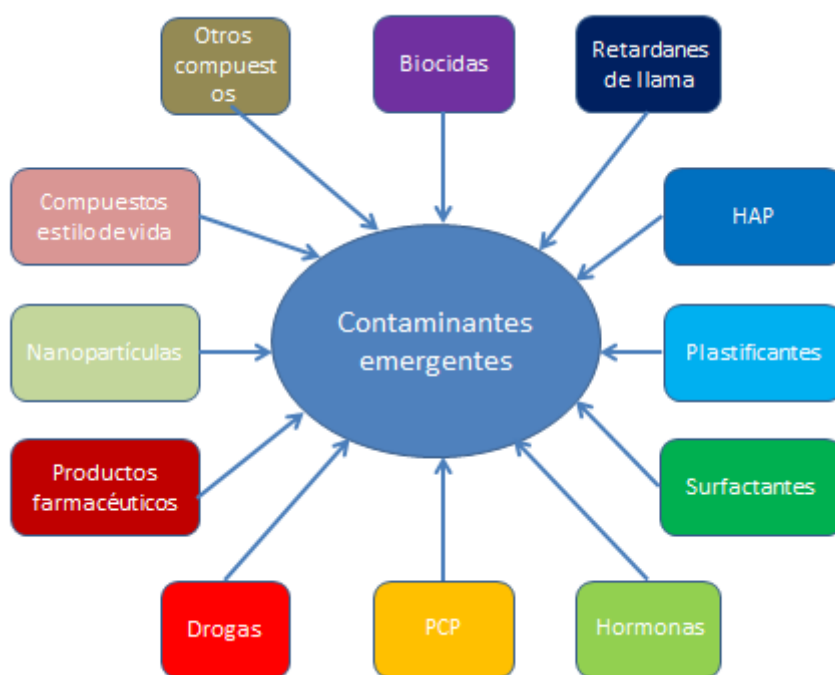 Otros
compuest
os
Biocidas
Retardanes
de llama
Compuestos
estilo de vida
HAP
Contaminantes
emergentes
Nanopartículas
Plastificantes
Productos
farmacéuticos
Surfactantes
Drogas
PCP
Hormonas